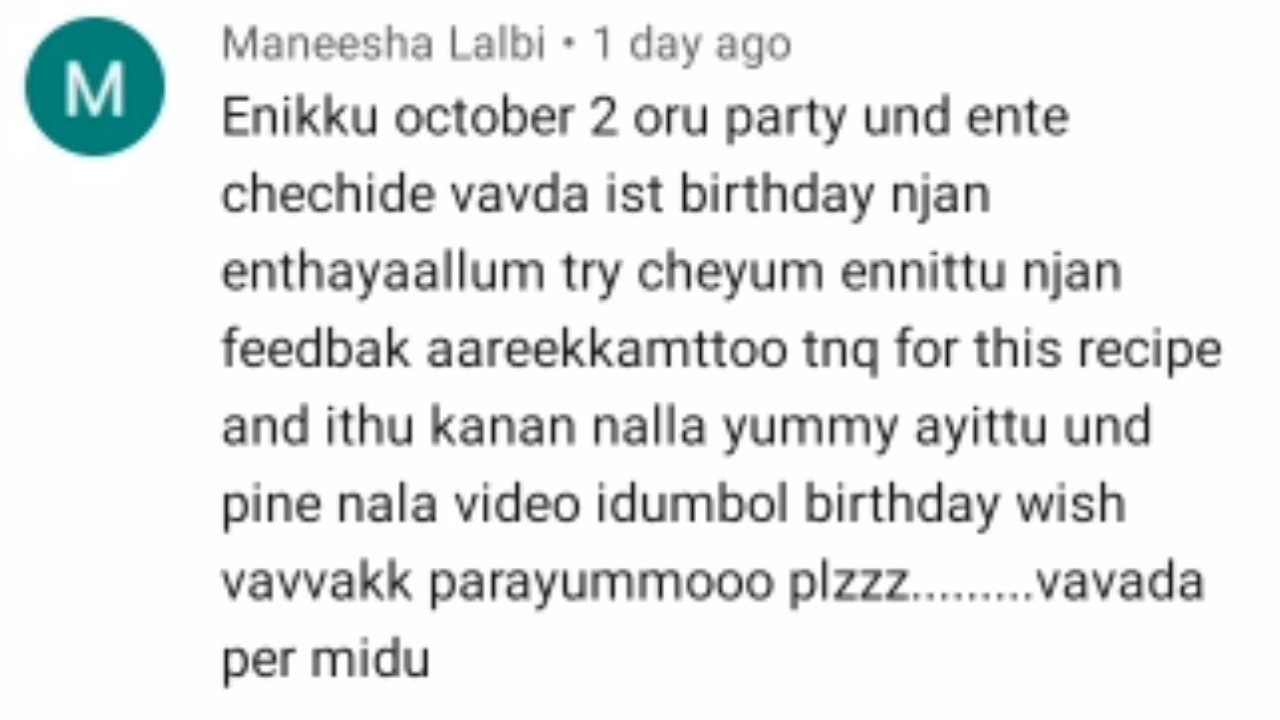 M
Maneesha Lalbi • 1 day ago
Enikku october 2 oru party und ente
chechide vavda ist birthday njan
enthayaallum try cheyum ennittu njan
feedbak aareekkamttoo tnq for this recipe
and ithu kanan nalla yummy ayittu und
pine nala video idumbol birthday wish
vavvakk parayummooo plzzz.........vavada
per midu